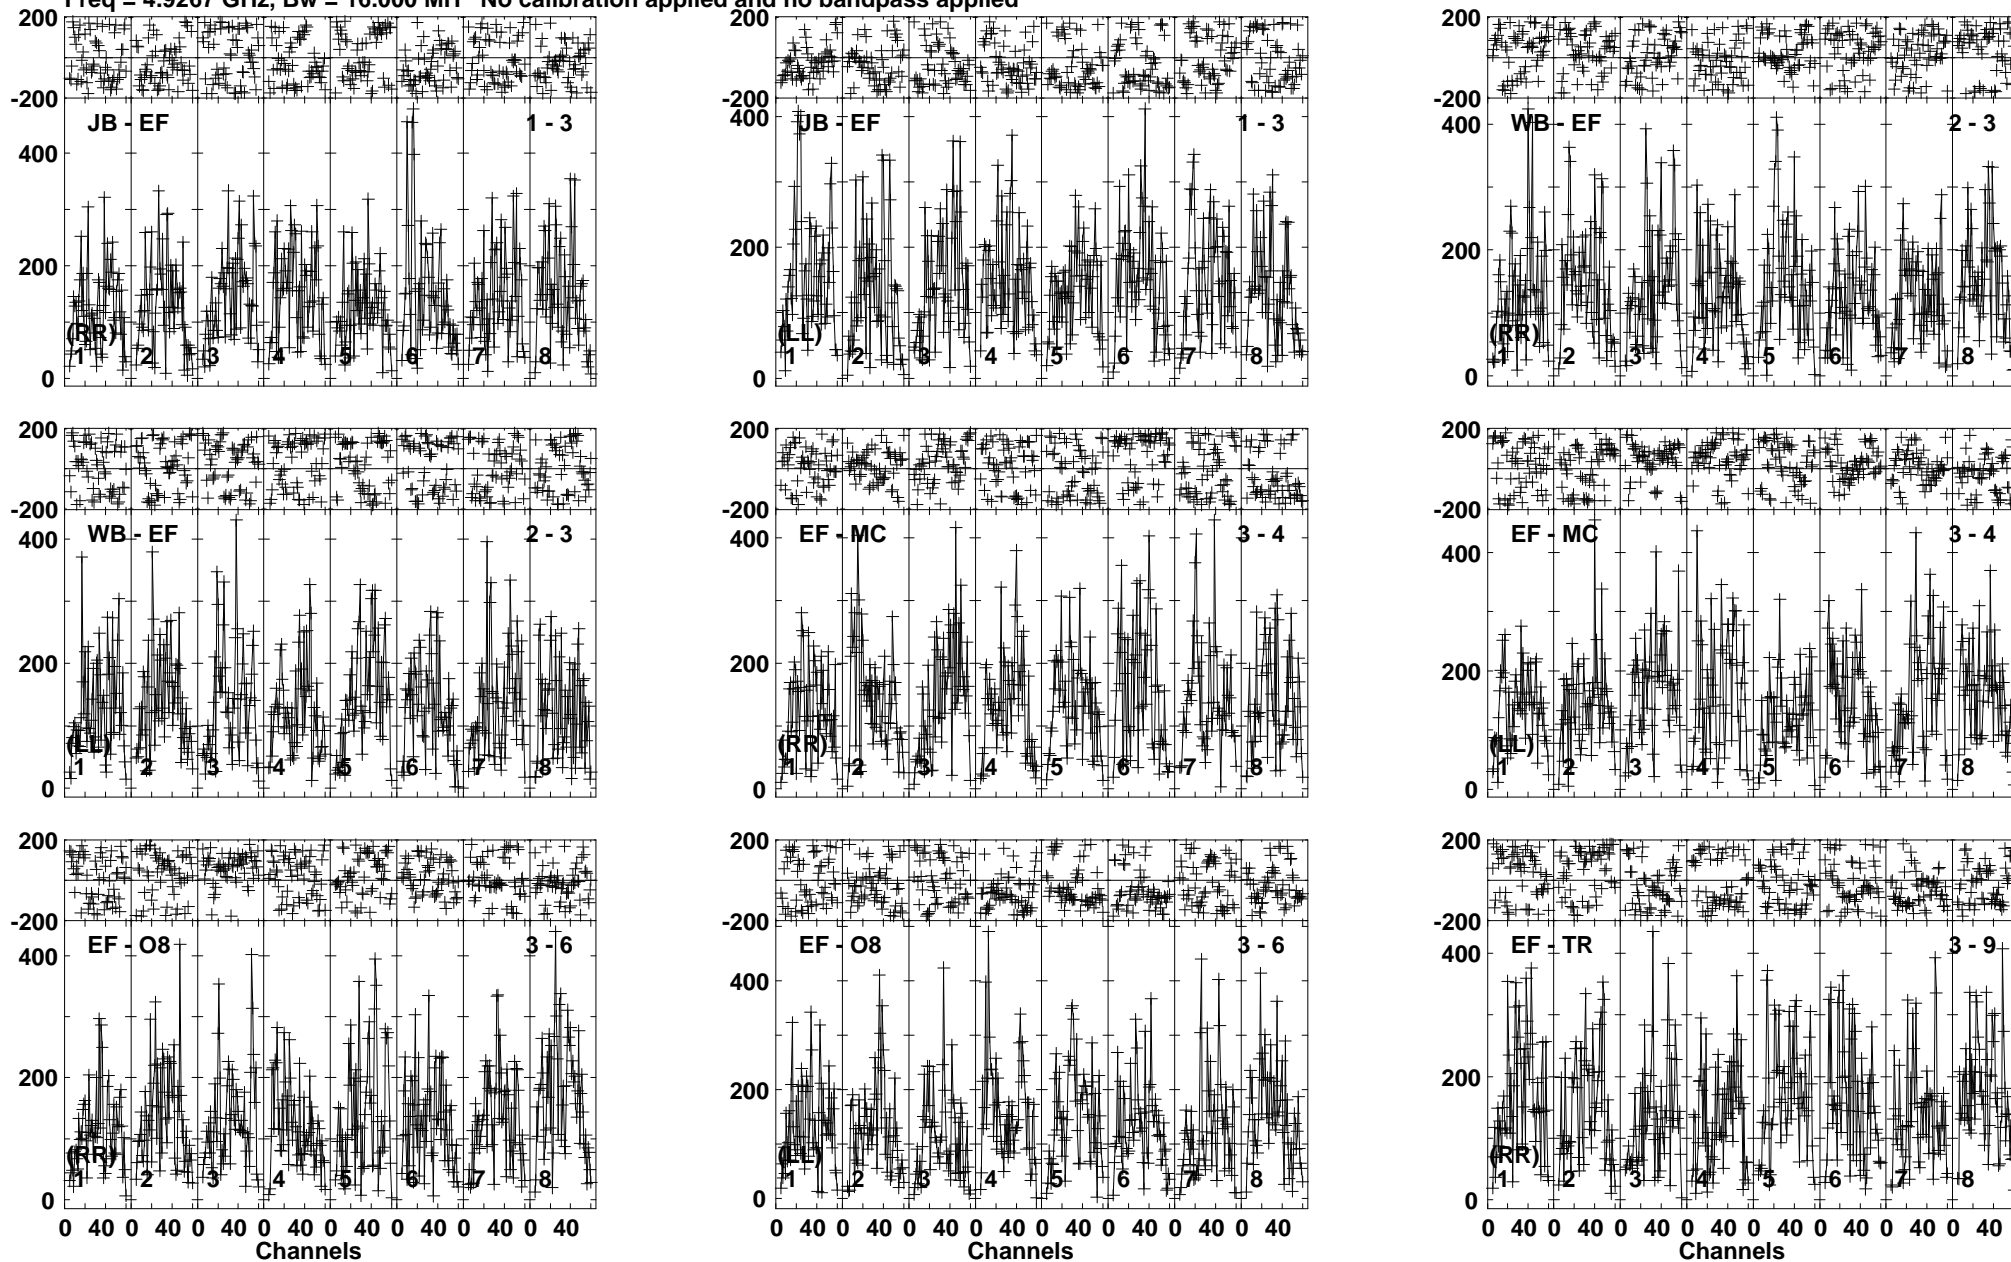 Freq = 4.9267 GHz, Bw = 16.000 MH No calibration applied and no bandpass applied
200 200 200
-200 -200 -200
JB - EF 1 - 3 JB - EF 1 - 3 WB - EF 2 - 3
400 400 400
200 200 200
(RR) (LL) (RR)
1 2 3 4 5 6 7 8 1 2 3 4 5 6 7 8 1 2 3 4 5 6 7 8
0 0 0
200 200 200
-200 -200 -200
WB - EF 2 - 3 EF - MC 3 - 4 EF - MC 3 - 4
400 400 400
200 200 200
(LL) (RR) (LL)
1 2 3 4 5 6 7 8 1 2 3 4 5 6 7 8 1 2 3 4 5 6 7 8
0 0 0
200 200 200
-200 -200 -200
EF - O8 3 - 6 EF - O8 3 - 6 EF - TR 3 - 9
400 400 400
200 200 200
(RR) (LL) (RR)
1 2 3 4 5 6 7 8 1 2 3 4 5 6 7 8 1 2 3 4 5 6 7 8
0 0 0
0 40 0 40 0 40 0 40 0 40 0 40 0 40 0 40 0 40 0 40 0 40 0 40 0 40 0 40 0 40 0 40 0 40 0 40 0 40 0 40 0 40 0 40 0 40 0 40
Channels Channels Channels